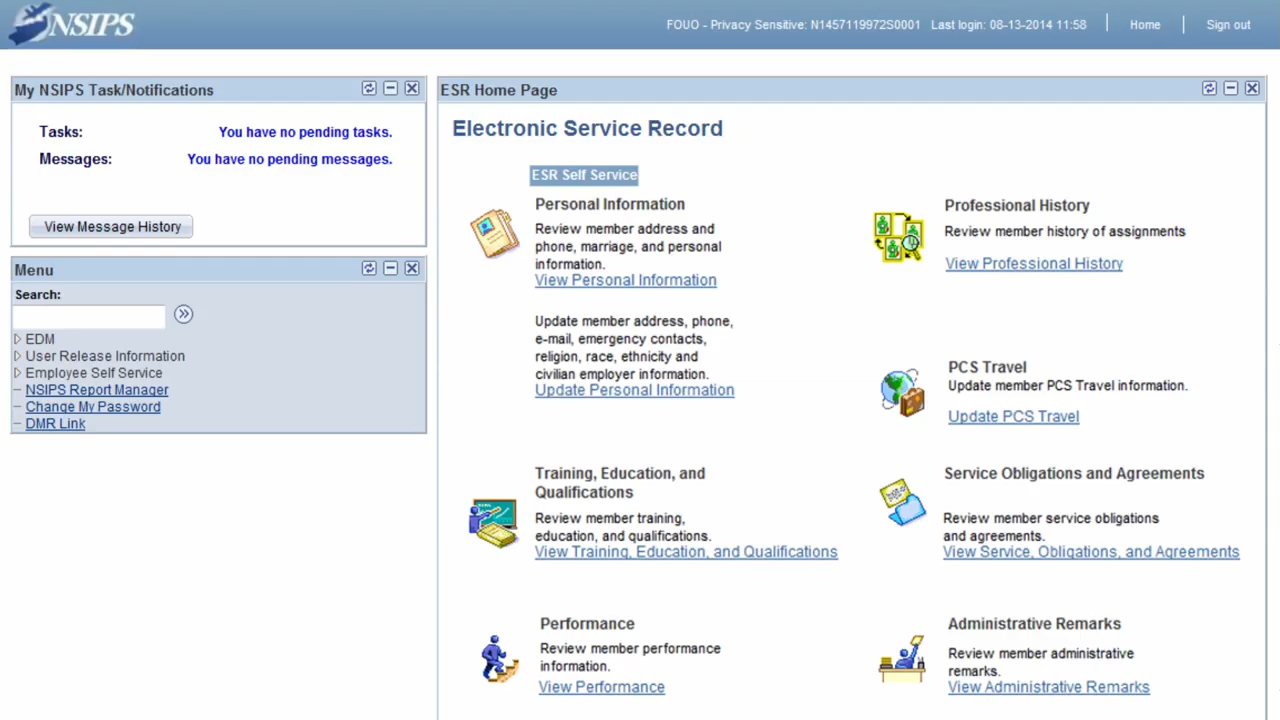 NSIPS
FOUO - Privacy Sensitive: N1457119972S0001 Last login: 08-13-2014 11:58
Home
Sign out
My NSIPS Task/Notifications
Tasks: You have no pending tasks.
Messages: You have no pending messages.
View Message History
Menu
Search:
EDM
User Release Information
Employee Self Service
NSIPS Report Manager
Change My Password
DMR Link
ESR Home Page
Electronic Service Record
ESR Self Service
Personal Information
Review member address and
phone, marriage, and personal
information.
View Personal Information
Update member address, phone,
e-mail, emergency contacts,
religion, race, ethnicity and
civilian employer information.
Update Personal Information
Professional History
Review member history of assignments
View Professional History
PCS Travel
Update member PCS Travel information.
Update PCS Travel
Training, Education, and
Qualifications
Review member training,
education, and qualifications.
View Training, Education, and Qualifications
Service Obligations and Agreements
Review member service obligations
and agreements.
View Service, Obligations, and Agreements
Performance
Review member performance
information.
View Performance
Administrative Remarks
Review member administrative
remarks.
View Administrative Remarks